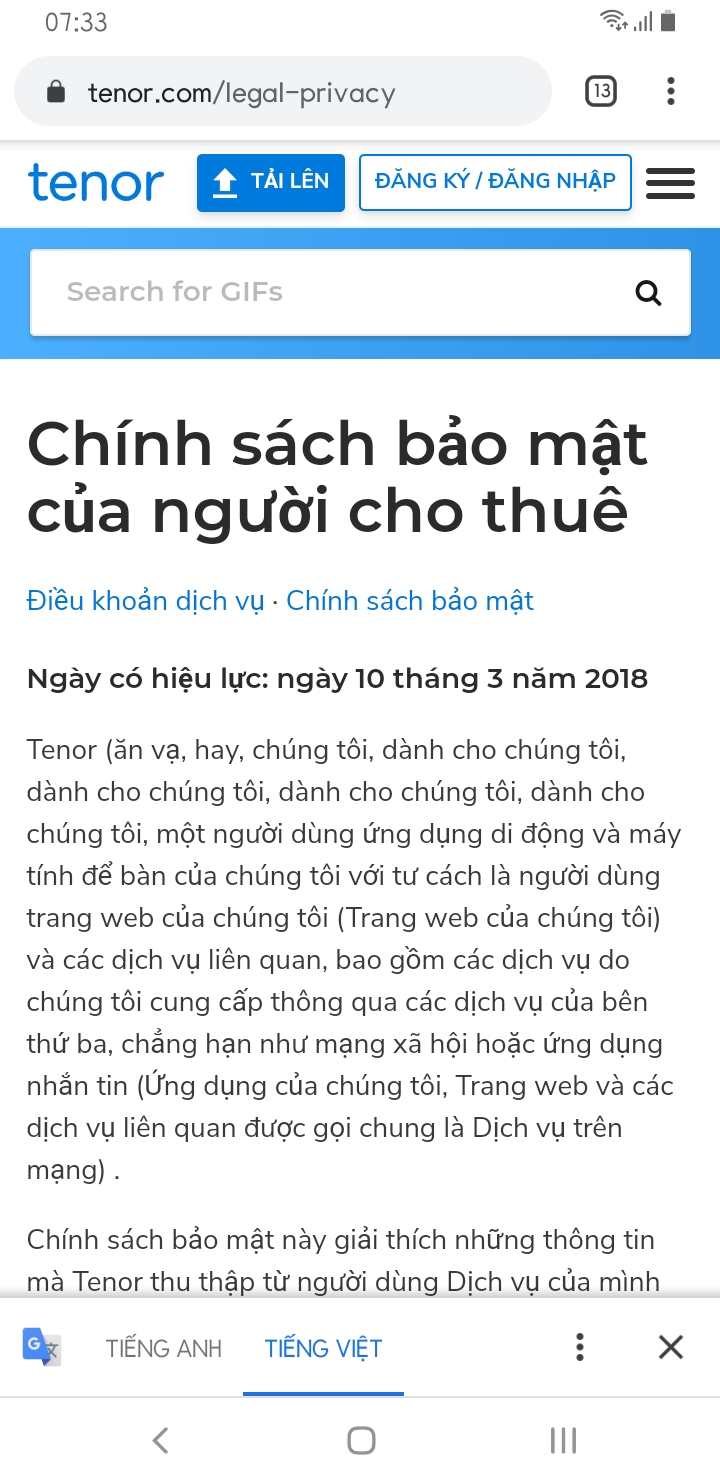 07:33
tenor.com/legal-privacy
13
tenor
TẢI LÊN
ĐĂNG KÝ / ĐĂNG NHẬP
Search for GIFs
Chính sách bảo mật
của người cho thuê
Điều khoản dịch vụ · Chính sách bảo mật
Ngày có hiệu lực: ngày 10 tháng 3 năm 2018
Tenor (ăn vạ, hay, chúng tôi, dành cho chúng tôi,
dành cho chúng tôi, dành cho chúng tôi, dành cho
chúng tôi, một người dùng ứng dụng di động và máy
tính để bàn của chúng tôi với tư cách là người dùng
trang web của chúng tôi (Trang web của chúng tôi)
và các dịch vụ liên quan, bao gồm các dịch vụ do
chúng tôi cung cấp thông qua các dịch vụ của bên
thứ ba, chẳng hạn như mạng xã hội hoặc ứng dụng
nhắn tin (Ứng dụng của chúng tôi, Trang web và các
dịch vụ liên quan được gọi chung là Dịch vụ trên
mạng) .
Chính sách bảo mật này giải thích những thông tin
mà Tenor thu thập từ người dùng Dịch vụ của mình
G 文
TIẾNG ANH
TIẾNG VIỆT